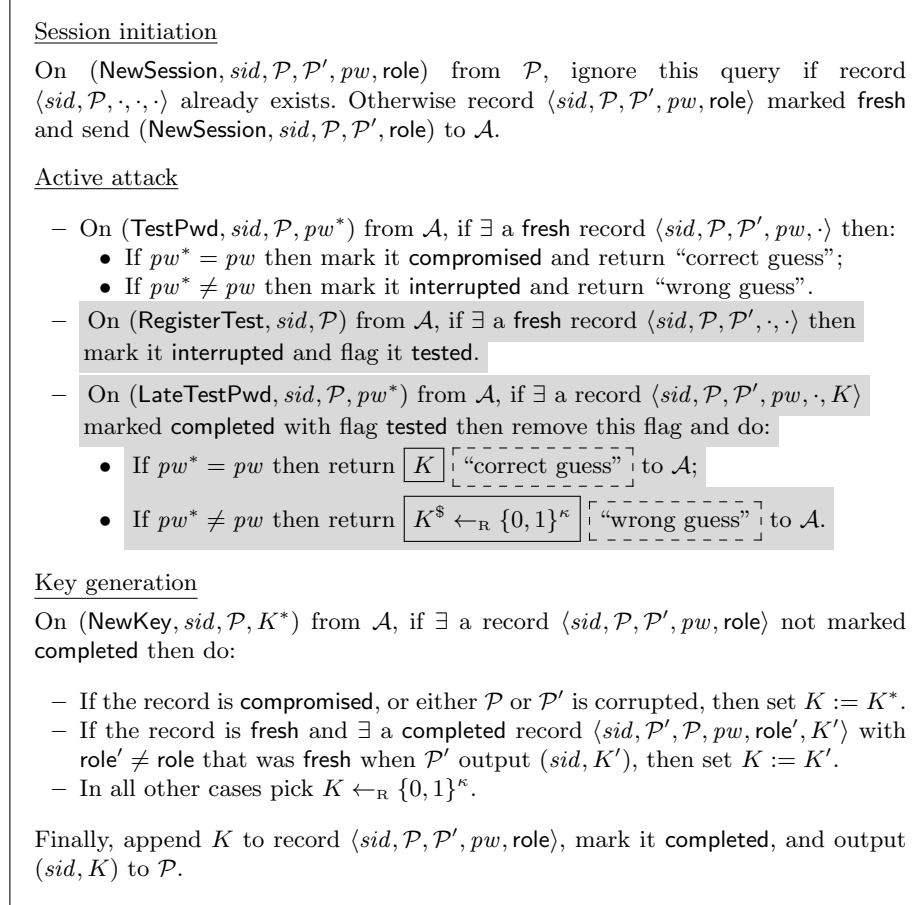 Session initiation
On (NewSession, sid, 𝒫, 𝒫′, pw, role) from 𝒫, ignore this query if record
⟨sid, 𝒫, ·, ·, ·⟩ already exists. Otherwise record ⟨sid, 𝒫, 𝒫′, pw, role⟩ marked fresh
and send (NewSession, sid, 𝒫, 𝒫′, role) to 𝒜.
Active attack
– On (TestPwd, sid, 𝒫, pw*) from 𝒜, if ∃ a fresh record ⟨sid, 𝒫, 𝒫′, pw, ·⟩ then:
• If pw* = pw then mark it compromised and return “correct guess”;
• If pw* ≠ pw then mark it interrupted and return “wrong guess”.
– On (RegisterTest, sid, 𝒫) from 𝒜, if ∃ a fresh record ⟨sid, 𝒫, 𝒫′, ·, ·⟩ then
mark it interrupted and flag it tested.
– On (LateTestPwd, sid, 𝒫, pw*) from 𝒜, if ∃ a record ⟨sid, 𝒫, 𝒫′, pw, ·, K⟩
marked completed with flag tested then remove this flag and do:
• If pw* = pw then return K “correct guess” to 𝒜;
• If pw* ≠ pw then return K^$ ←_R {0, 1}^κ “wrong guess” to 𝒜.
Key generation
On (NewKey, sid, 𝒫, K*) from 𝒜, if ∃ a record ⟨sid, 𝒫, 𝒫′, pw, role⟩ not marked
completed then do:
– If the record is compromised, or either 𝒫 or 𝒫′ is corrupted, then set K := K*.
– If the record is fresh and ∃ a completed record ⟨sid, 𝒫′, 𝒫, pw, role′, K′⟩ with
role′ ≠ role that was fresh when 𝒫′ output (sid, K′), then set K := K′.
– In all other cases pick K ←_R {0, 1}^κ.
Finally, append K to record ⟨sid, 𝒫, 𝒫′, pw, role⟩, mark it completed, and output
(sid, K) to 𝒫.